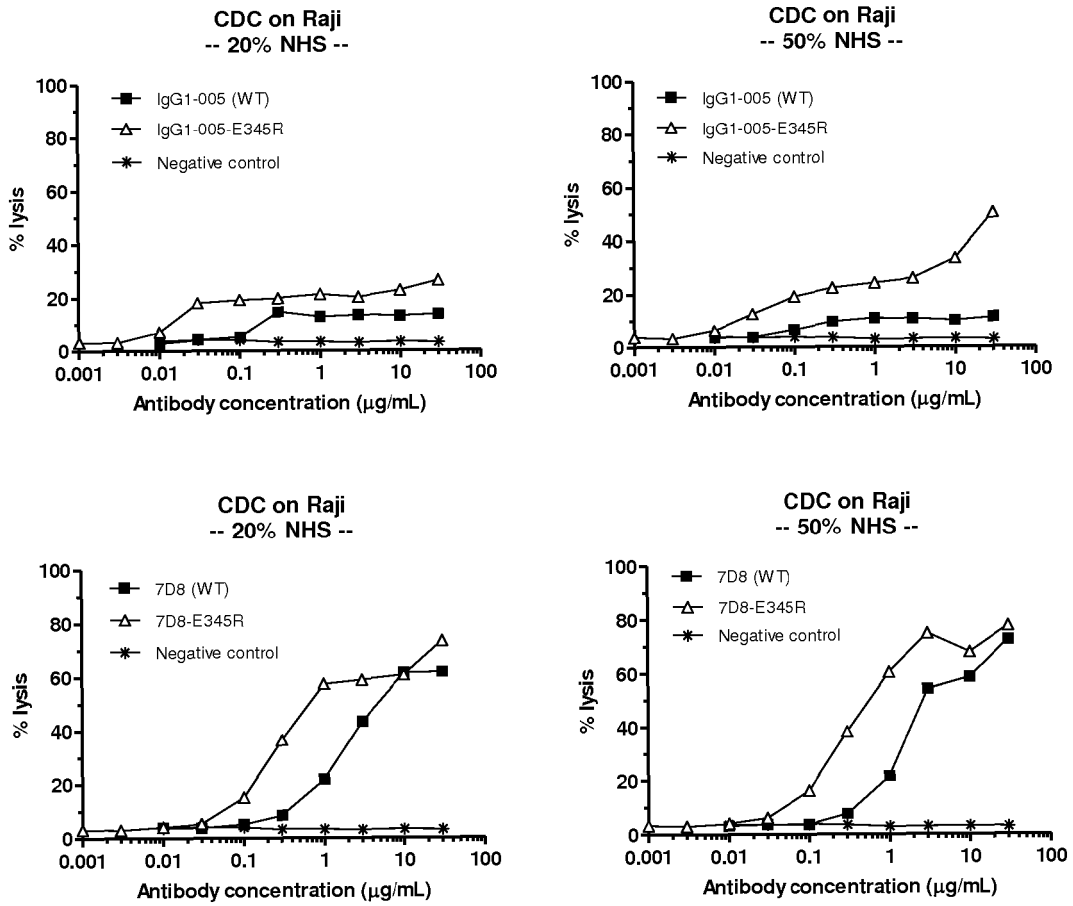 CDC on Raji
-- 20% NHS --
100
80
60
40
20
0
% lysis
IgG1-005 (WT)
IgG1-005-E345R
Negative control
0.001
0.01
0.1
1
10
100
Antibody concentration (µg/mL)
CDC on Raji
-- 50% NHS --
100
80
60
40
20
0
% lysis
IgG1-005 (WT)
IgG1-005-E345R
Negative control
0.001
0.01
0.1
1
10
100
Antibody concentration (µg/mL)
CDC on Raji
-- 20% NHS --
100
80
60
40
20
0
% lysis
7D8 (WT)
7D8-E345R
Negative control
0.001
0.01
0.1
1
10
100
Antibody concentration (µg/mL)
CDC on Raji
-- 50% NHS --
100
80
60
40
20
0
% lysis
7D8 (WT)
7D8-E345R
Negative control
0.001
0.01
0.1
1
10
100
Antibody concentration (µg/mL)